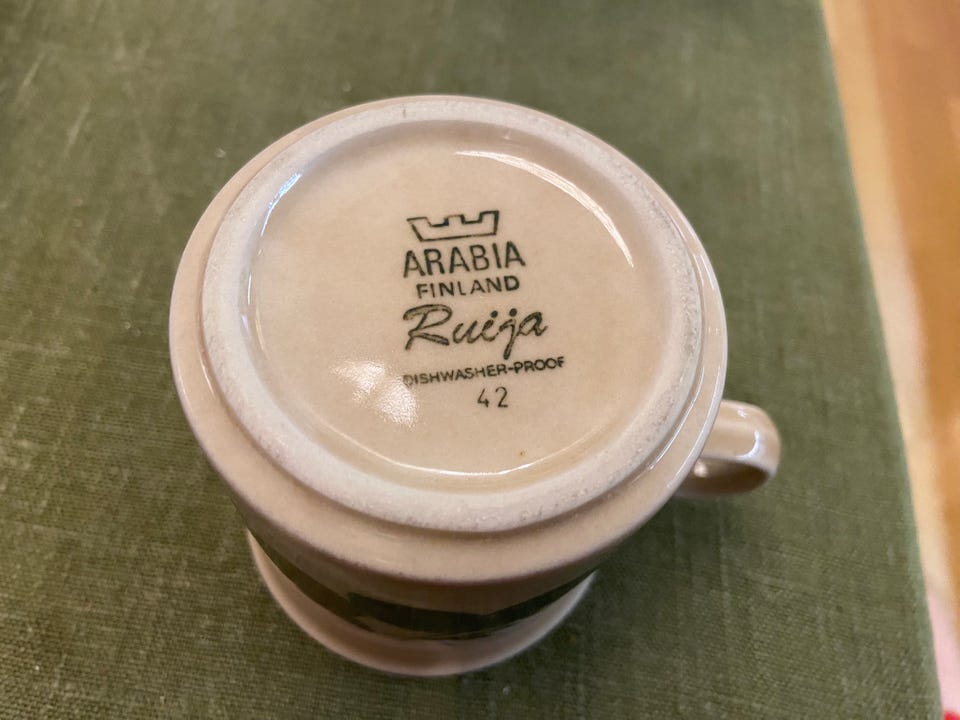 ARABIA
FINLAND
Ruija
DISHWASHER-PROOF
42